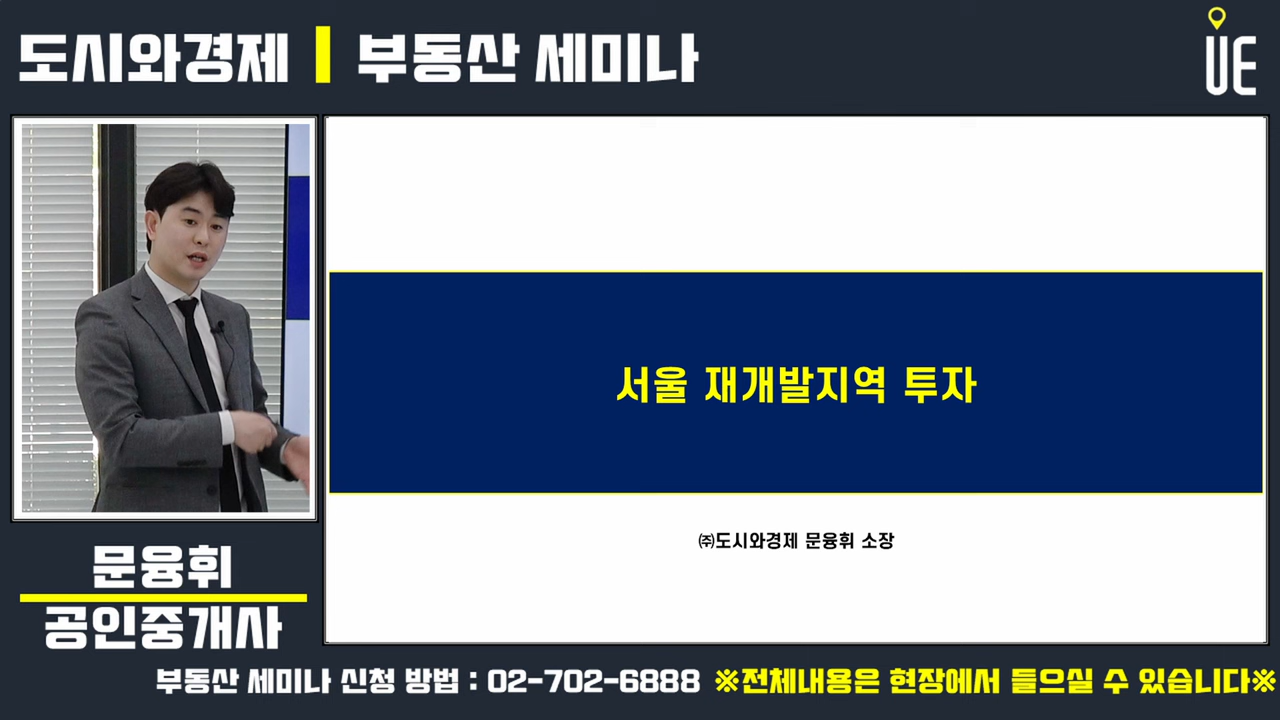 도시와경제 부동산 세미나
UE
서울 재개발지역 투자
㈜도시와경제 문융휘 소장
문융휘
공인중개사
부동산 세미나 신청 방법 : 02-702-6888 ※전체내용은 현장에서 들으실 수 있습니다※